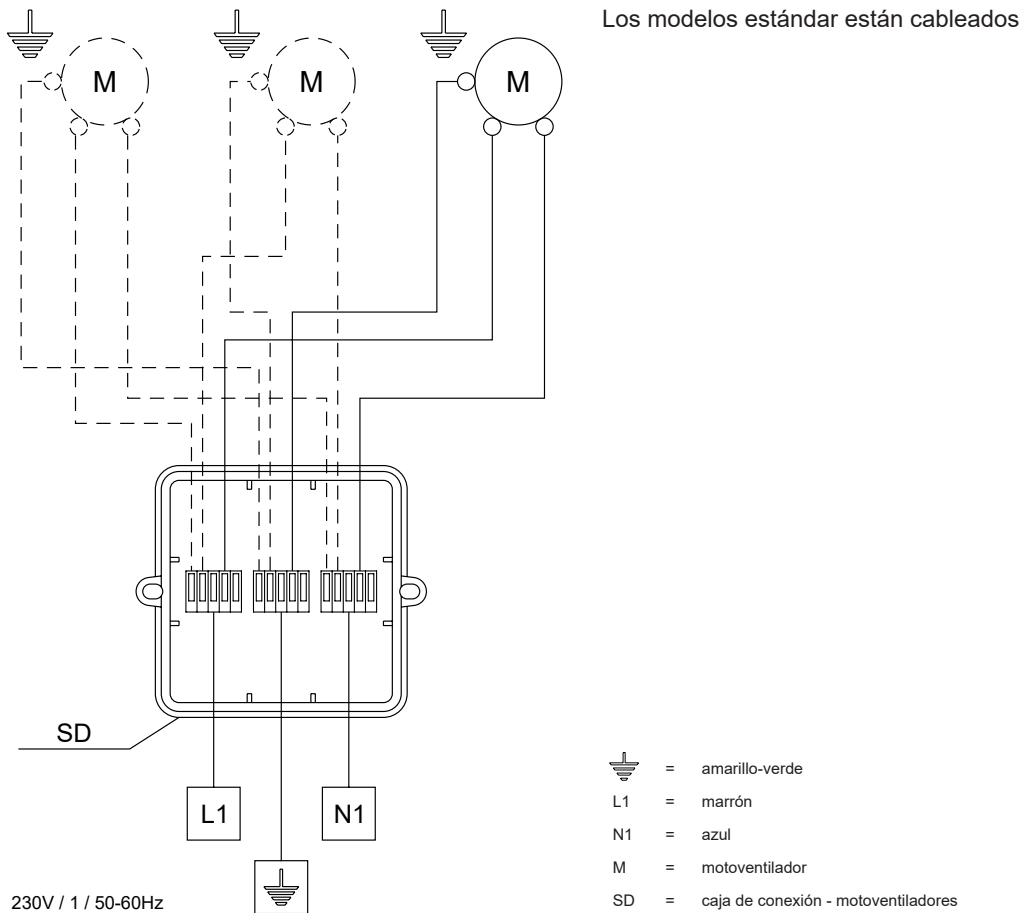 Los modelos estándar están cableados
M M M
SD
L1 N1
230V / 1 / 50-60Hz
= amarillo-verde
L1 = marrón
N1 = azul
M = motoventilador
SD = caja de conexión - motoventiladores